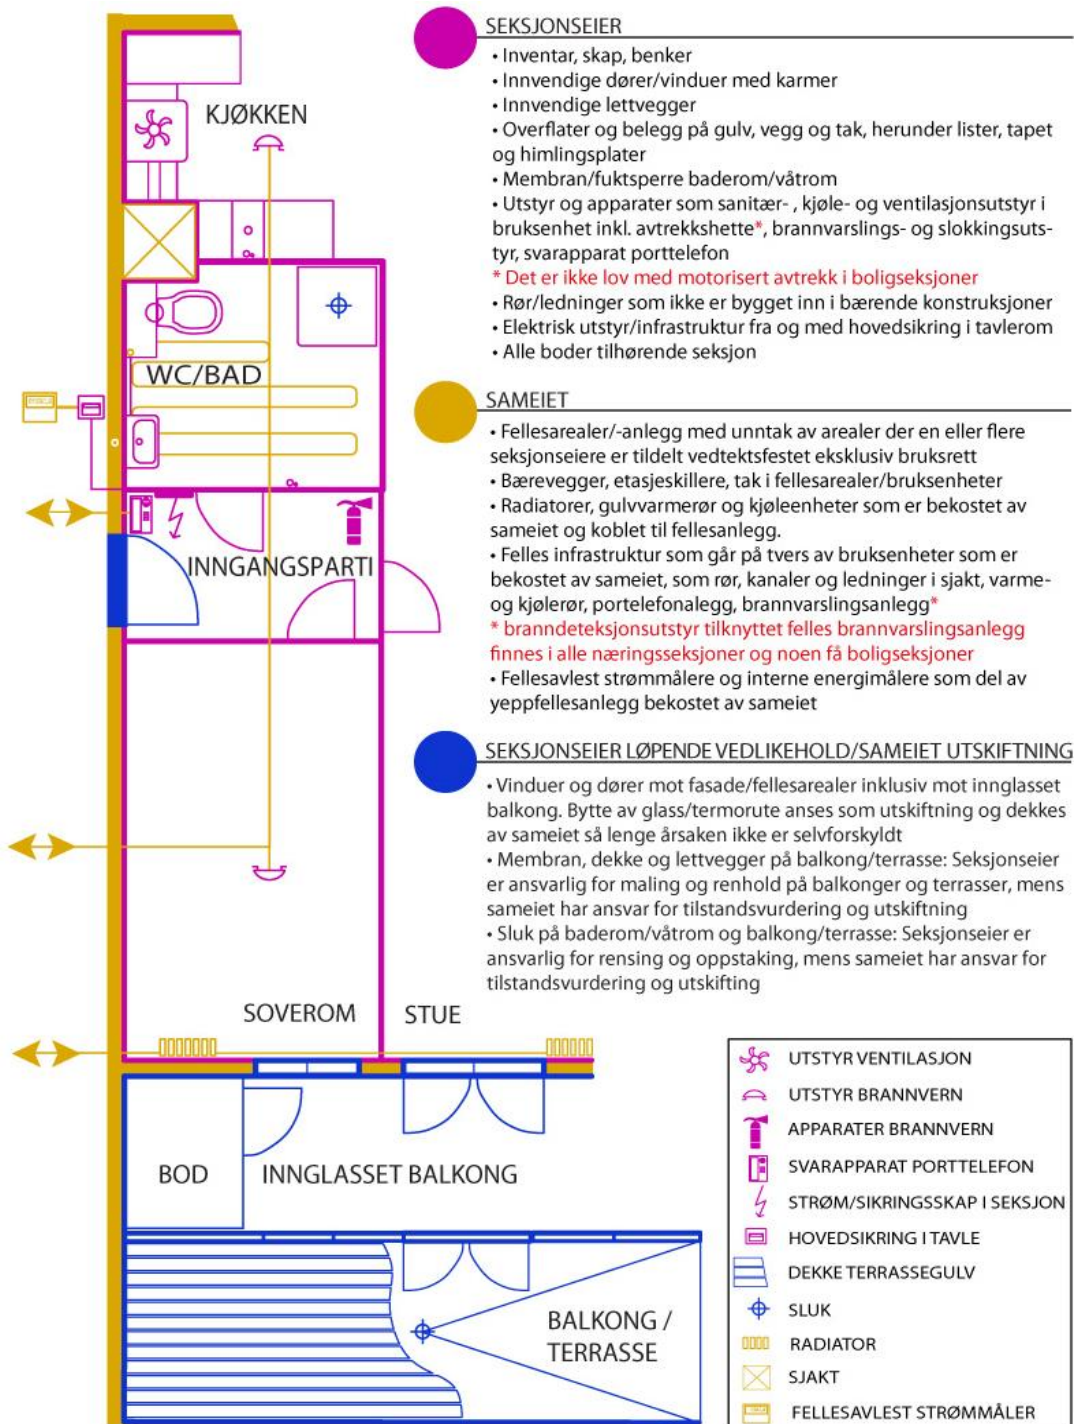 SEKSJONSEIER
• Inventar, skap, benker
• Innvendige dører/vinduer med karmer
• Innvendige lettvegger
• Overflater og belegg på gulv, vegg og tak, herunder lister, tapet
og himlingsplater
• Membran/fuktsperre baderom/våtrom
• Utstyr og apparater som sanitær- , kjøle- og ventilasjonsutstyr i
bruksenhet inkl. avtrekkshette*, brannvarslings- og slokkingsuts-
tyr, svarapparat porttelefon
* Det er ikke lov med motorisert avtrekk i boligseksjoner
• Rør/ledninger som ikke er bygget inn i bærende konstruksjoner
• Elektrisk utstyr/infrastruktur fra og med hovedsikring i tavlerom
• Alle boder tilhørende seksjon
SAMEIET
• Fellesarealer/-anlegg med unntak av arealer der en eller flere
seksjonseiere er tildelt vedtektsfestet eksklusiv bruksrett
• Bærevegger, etasjeskillere, tak i fellesarealer/bruksenheter
• Radiatorer, gulvvarmerør og kjøleenheter som er bekostet av
sameiet og koblet til fellesanlegg.
• Felles infrastruktur som går på tvers av bruksenheter som er
bekostet av sameiet, som rør, kanaler og ledninger i sjakt, varme-
og kjølerør, portelefonalegg, brannvarslingsanlegg*
* branndeteksjonsutstyr tilknyttet felles brannvarslingsanlegg
finnes i alle næringsseksjoner og noen få boligseksjoner
• Fellesavlest strømmålere og interne energimålere som del av
yeppfellesanlegg bekostet av sameiet
SEKSJONSEIER LØPENDE VEDLIKEHOLD/SAMEIET UTSKIFTNING
• Vinduer og dører mot fasade/fellesarealer inklusiv mot innglasset
balkong. Bytte av glass/termorute anses som utskiftning og dekkes
av sameiet så lenge årsaken ikke er selvforskyldt
• Membran, dekke og lettvegger på balkong/terrasse: Seksjonseier
er ansvarlig for maling og renhold på balkonger og terrasser, mens
sameiet har ansvar for tilstandsvurdering og utskiftning
• Sluk på baderom/våtrom og balkong/terrasse: Seksjonseier er
ansvarlig for rensing og oppstaking, mens sameiet har ansvar for
tilstandsvurdering og utskifting
KJØKKEN
WC/BAD
INNGANGSPARTI
SOVEROM
STUE
BOD
INNGLASSET BALKONG
BALKONG /
TERRASSE
UTSTYR VENTILASJON
UTSTYR BRANNVERN
APPARATER BRANNVERN
SVARAPPARAT PORTTELEFON
STRØM/SIKRINGSSKAP I SEKSJON
HOVEDSIKRING I TAVLE
DEKKE TERRASSEGULV
SLUK
RADIATOR
SJAKT
FELLESAVLEST STRØMMÅLER